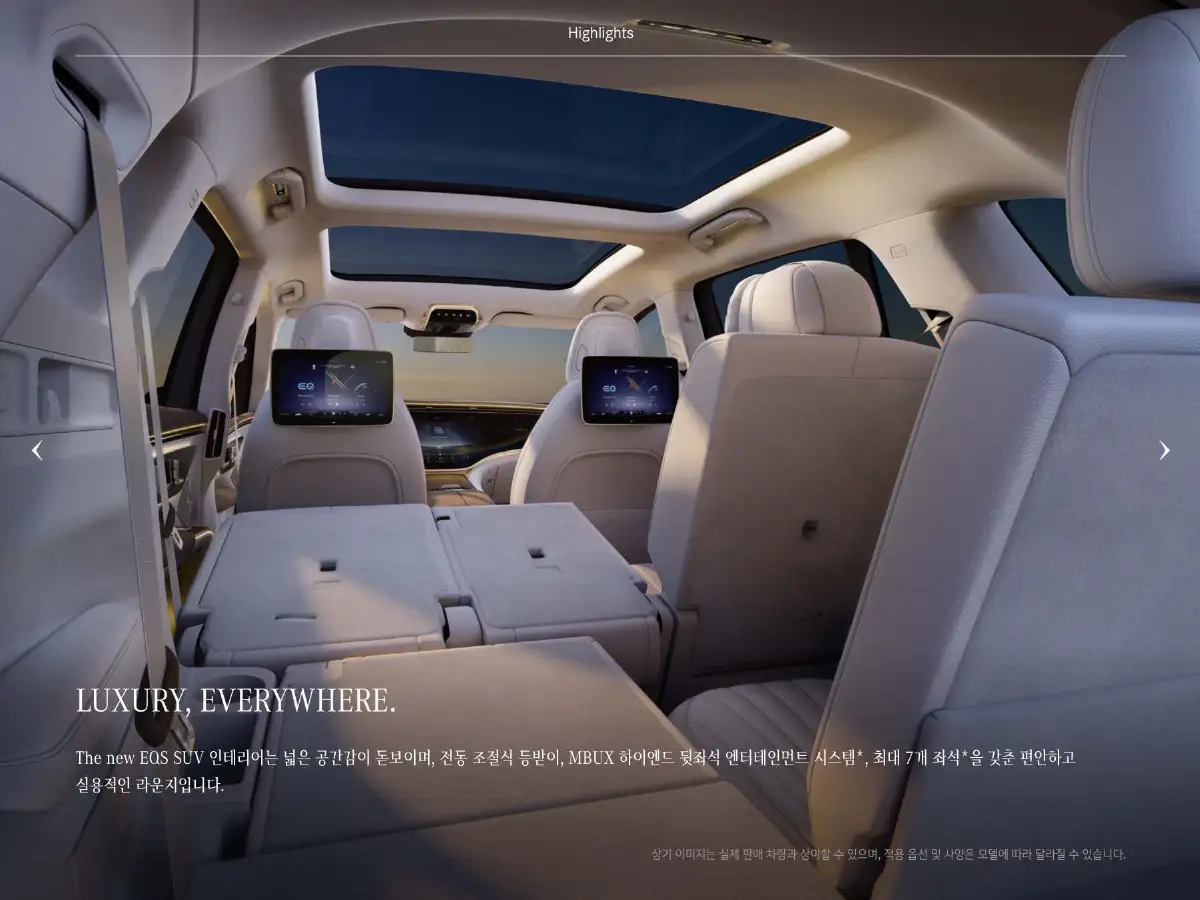 Highlights
EQ
EQ
LUXURY, EVERYWHERE.
The new EQS SUV 인테리어는 넓은 공간감이 돋보이며, 전동 조절식 등받이, MBUX 하이엔드 뒷좌석 엔터테인먼트 시스템*, 최대 7개 좌석*을 갖춘 편안하고
실용적인 라운지입니다.
상기 이미지는 실제 판매 차량과 상이할 수 있으며, 적용 옵션 및 사양은 모델에 따라 달라질 수 있습니다.